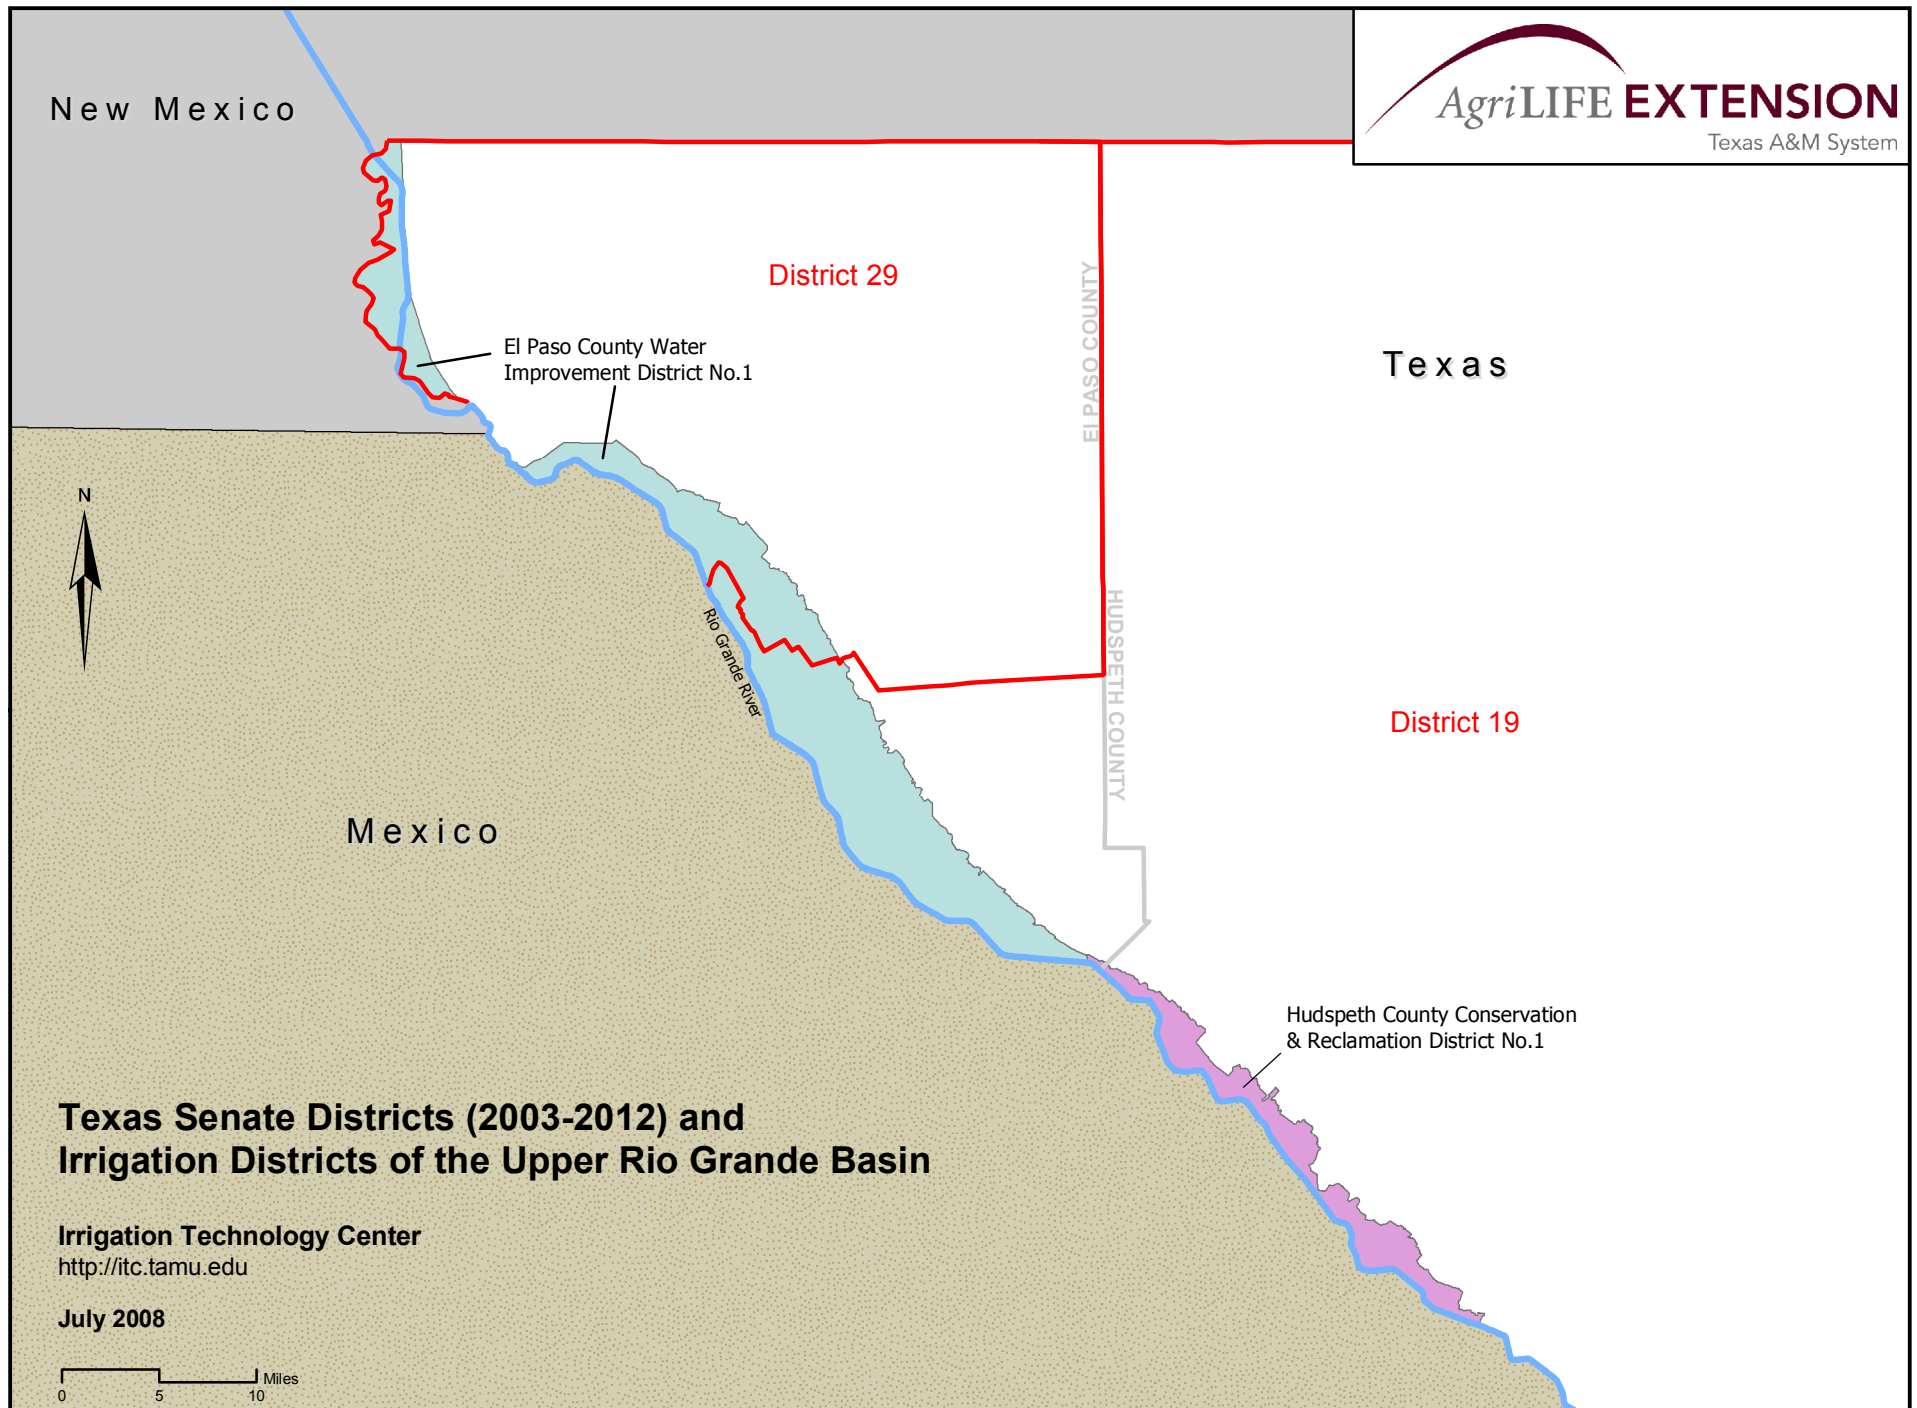 New Mexico
AgriLIFE EXTENSION
Texas A&M System
District 29
El PASO COUNTY
El Paso County Water
Improvement District No.1
Texas
N
Rio Grande River
HUDSPETH COUNTY
District 19
Mexico
Hudspeth County Conservation
& Reclamation District No.1
Texas Senate Districts (2003-2012) and
Irrigation Districts of the Upper Rio Grande Basin
Irrigation Technology Center
http://itc.tamu.edu
July 2008
Miles
0 5 10